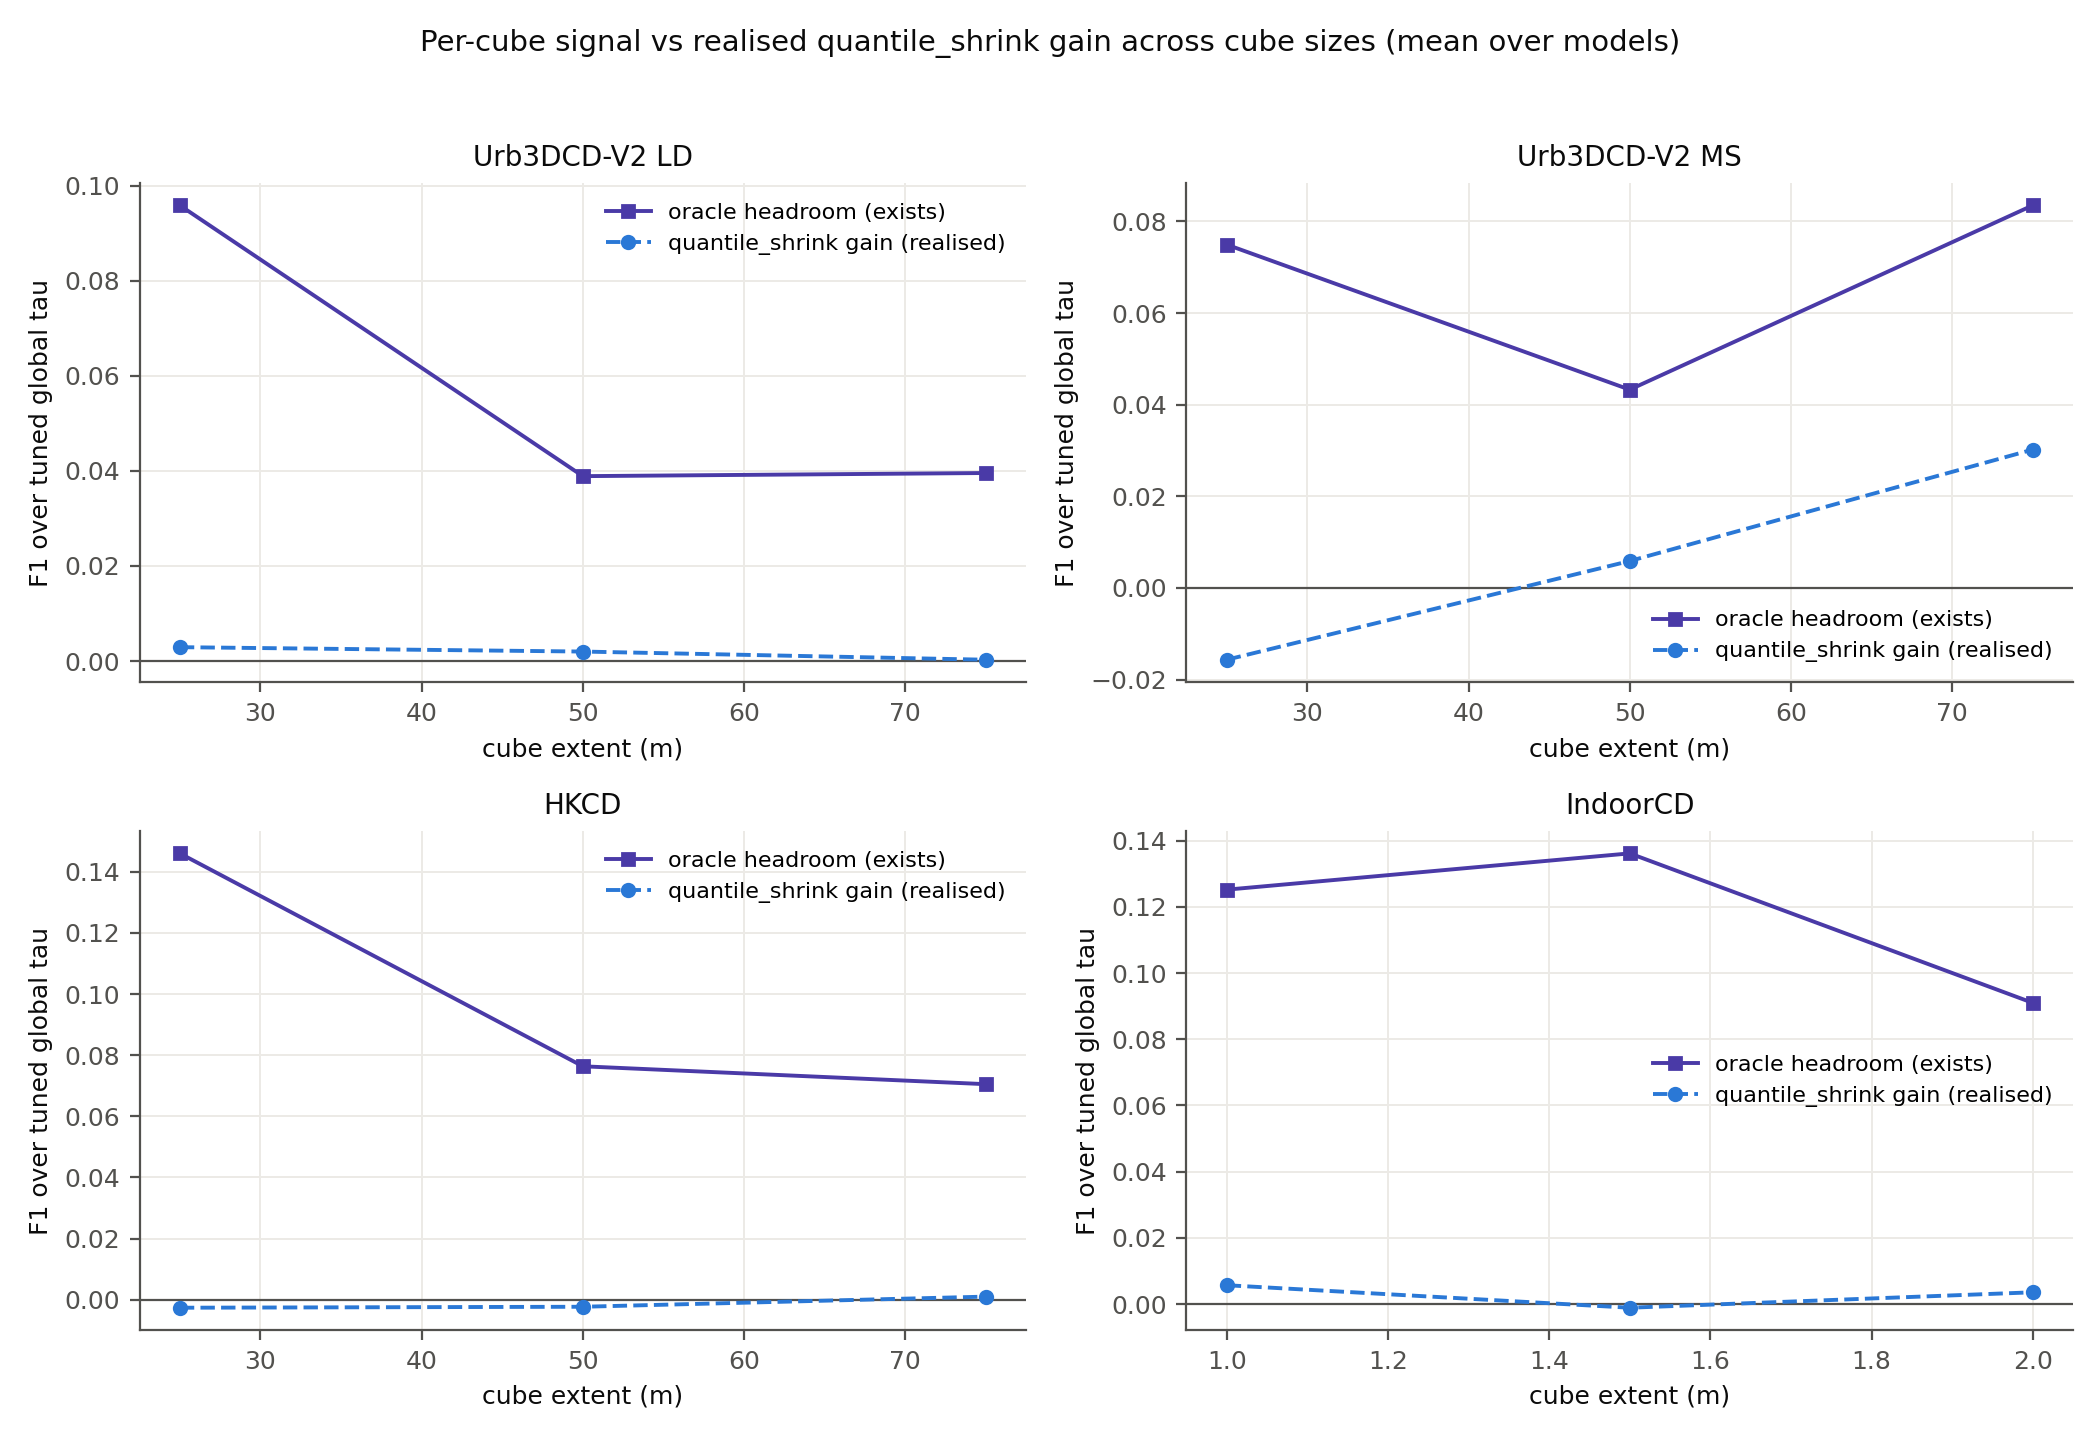 Per-cube signal vs realised quantile_shrink gain across cube sizes (mean over models)
Urb3DCD-V2 LD
F1 over tuned global tau
0.10
0.08
0.06
0.04
0.02
0.00
oracle headroom (exists)
quantile_shrink gain (realised)
30 40 50 60 70
cube extent (m)
Urb3DCD-V2 MS
F1 over tuned global tau
0.08
0.06
0.04
0.02
0.00
−0.02
oracle headroom (exists)
quantile_shrink gain (realised)
30 40 50 60 70
cube extent (m)
HKCD
F1 over tuned global tau
0.14
0.12
0.10
0.08
0.06
0.04
0.02
0.00
oracle headroom (exists)
quantile_shrink gain (realised)
30 40 50 60 70
cube extent (m)
IndoorCD
F1 over tuned global tau
0.14
0.12
0.10
0.08
0.06
0.04
0.02
0.00
oracle headroom (exists)
quantile_shrink gain (realised)
1.0 1.2 1.4 1.6 1.8 2.0
cube extent (m)